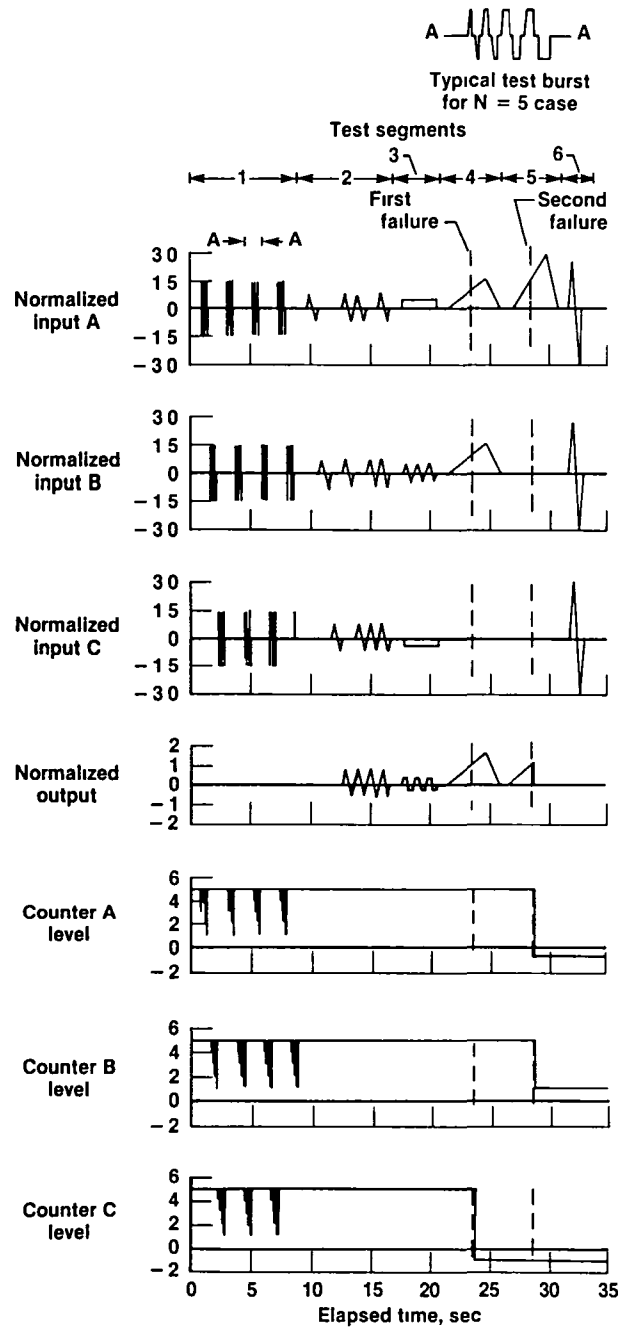 A A
Typical test burst
for N = 5 case
Test segments
1 2 3 4 5 6
First
failure
Second
failure
A A
Normalized
input A
30
15
0
−15
−30
Normalized
input B
30
15
0
−15
−30
Normalized
input C
30
15
0
−15
−30
Normalized
output
2
1
0
−1
−2
Counter A
level
6
4
2
0
−2
Counter B
level
6
4
2
0
−2
Counter C
level
6
4
2
0
−2
0 5 10 15 20 25 30 35
Elapsed time, sec